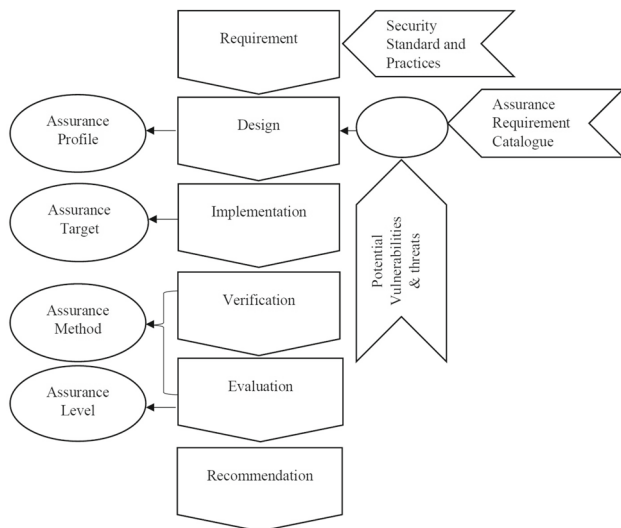 Requirement
Security
Standard and
Practices
Assurance
Profile
Design
Assurance
Requirement
Catalogue
Assurance
Target
Implementation
Potential
Vulnerabilities
& threats
Assurance
Method
Verification
Assurance
Level
Evaluation
Recommendation